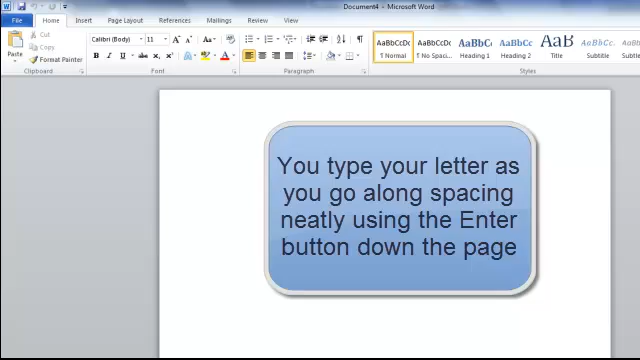 Document4 - Microsoft Word
File Home Insert Page Layout References Mailings Review View
Paste
Cut
Copy
Format Painter
Clipboard
Calibri (Body) 11
Font
Paragraph
AaBbCcDc AaBbCcDc AaBbC AaBbCc AaB AaBbCc
¶ Normal ¶ No Spaci... Heading 1 Heading 2 Title Subtitle
Styles
You type your letter as
you go along spacing
neatly using the Enter
button down the page